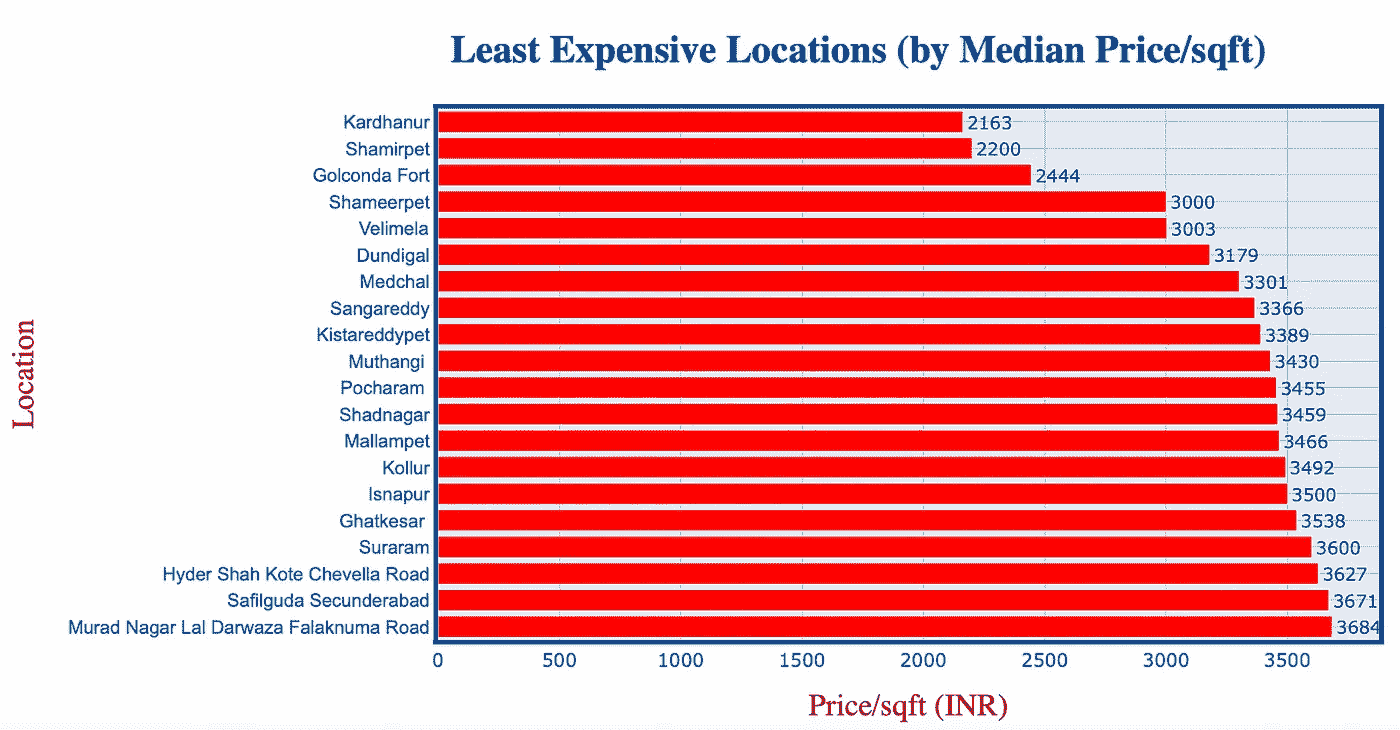 Least Expensive Locations (by Median Price/sqft)
Location
Kardhanur 2163
Shamirpet 2200
Golconda Fort 2444
Shameerpet 3000
Velimela 3003
Dundigal 3179
Medchal 3301
Sangareddy 3366
Kistareddypet 3389
Muthangi 3430
Pocharam 3455
Shadnagar 3459
Mallampet 3466
Kollur 3492
Isnapur 3500
Ghatkesar 3538
Suraram 3600
Hyder Shah Kote Chevella Road 3627
Safilguda Secunderabad 3671
Murad Nagar Lal Darwaza Falaknuma Road 3684
0 500 1000 1500 2000 2500 3000 3500
Price/sqft (INR)